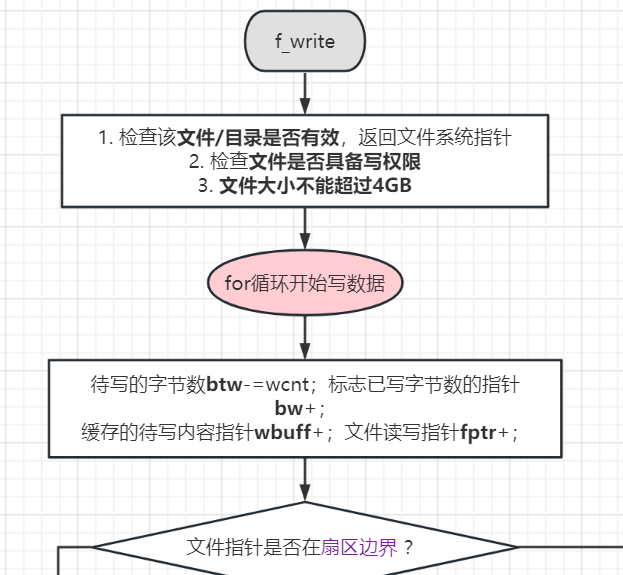 f_write
1. 检查该文件/目录是否有效，返回文件系统指针
2. 检查文件是否具备写权限
3. 文件大小不能超过4GB
for循环开始写数据
待写的字节数btw-=wcnt；标志已写字节数的指针
bw+；
缓存的待写内容指针wbuff+；文件读写指针fptr+；
文件指针是否在扇区边界？